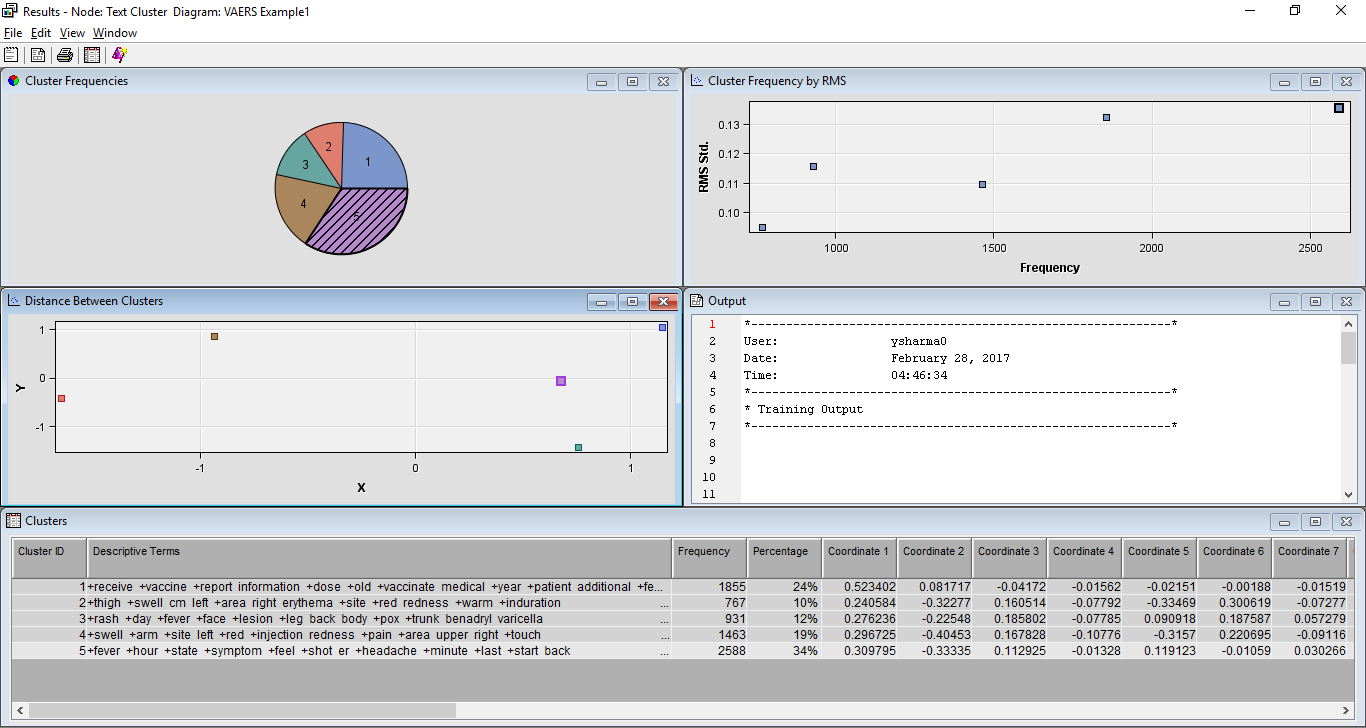 Results - Node: Text Cluster  Diagram: VAERS Example1
File Edit View Window
Cluster Frequencies
1
2
3
4
5
Cluster Frequency by RMS
RMS Std.
0.13
0.12
0.11
0.10
1000 1500 2000 2500
Frequency
Distance Between Clusters
Y
1
0
-1
-1 0 1
X
Output
1 *------------------------------------------------------------*
2 User: ysharma0
3 Date: February 28, 2017
4 Time: 04:46:34
5 *------------------------------------------------------------*
6 * Training Output
7 *------------------------------------------------------------*
8
9
10
11
Clusters
Cluster ID Descriptive Terms Frequency Percentage Coordinate 1 Coordinate 2 Coordinate 3 Coordinate 4 Coordinate 5 Coordinate 6 Coordinate 7
1 +receive +vaccine +report information +dose +old +vaccinate medical +year +patient additional +fe... 1855 24% 0.523402 0.081717 -0.04172 -0.01562 -0.02151 -0.00188 -0.01519
2 +thigh +swell cm left +area right erythema +site +red redness +warm +induration ... 767 10% 0.240584 -0.32277 0.160514 -0.07792 -0.33469 0.300619 -0.07277
3 +rash +day +fever +face +lesion +leg back body +pox +trunk benadryl varicella ... 931 12% 0.276236 -0.22548 0.185802 -0.07785 0.090918 0.187587 0.057279
4 +swell +arm +site left +red +injection redness +pain +area upper right +touch ... 1463 19% 0.296725 -0.40453 0.167828 -0.10776 -0.3157 0.220695 -0.09116
5 +fever +hour +state +symptom +feel +shot er +headache +minute +last +start back ... 2588 34% 0.309795 -0.33335 0.112925 -0.01328 0.119123 -0.01059 0.030266